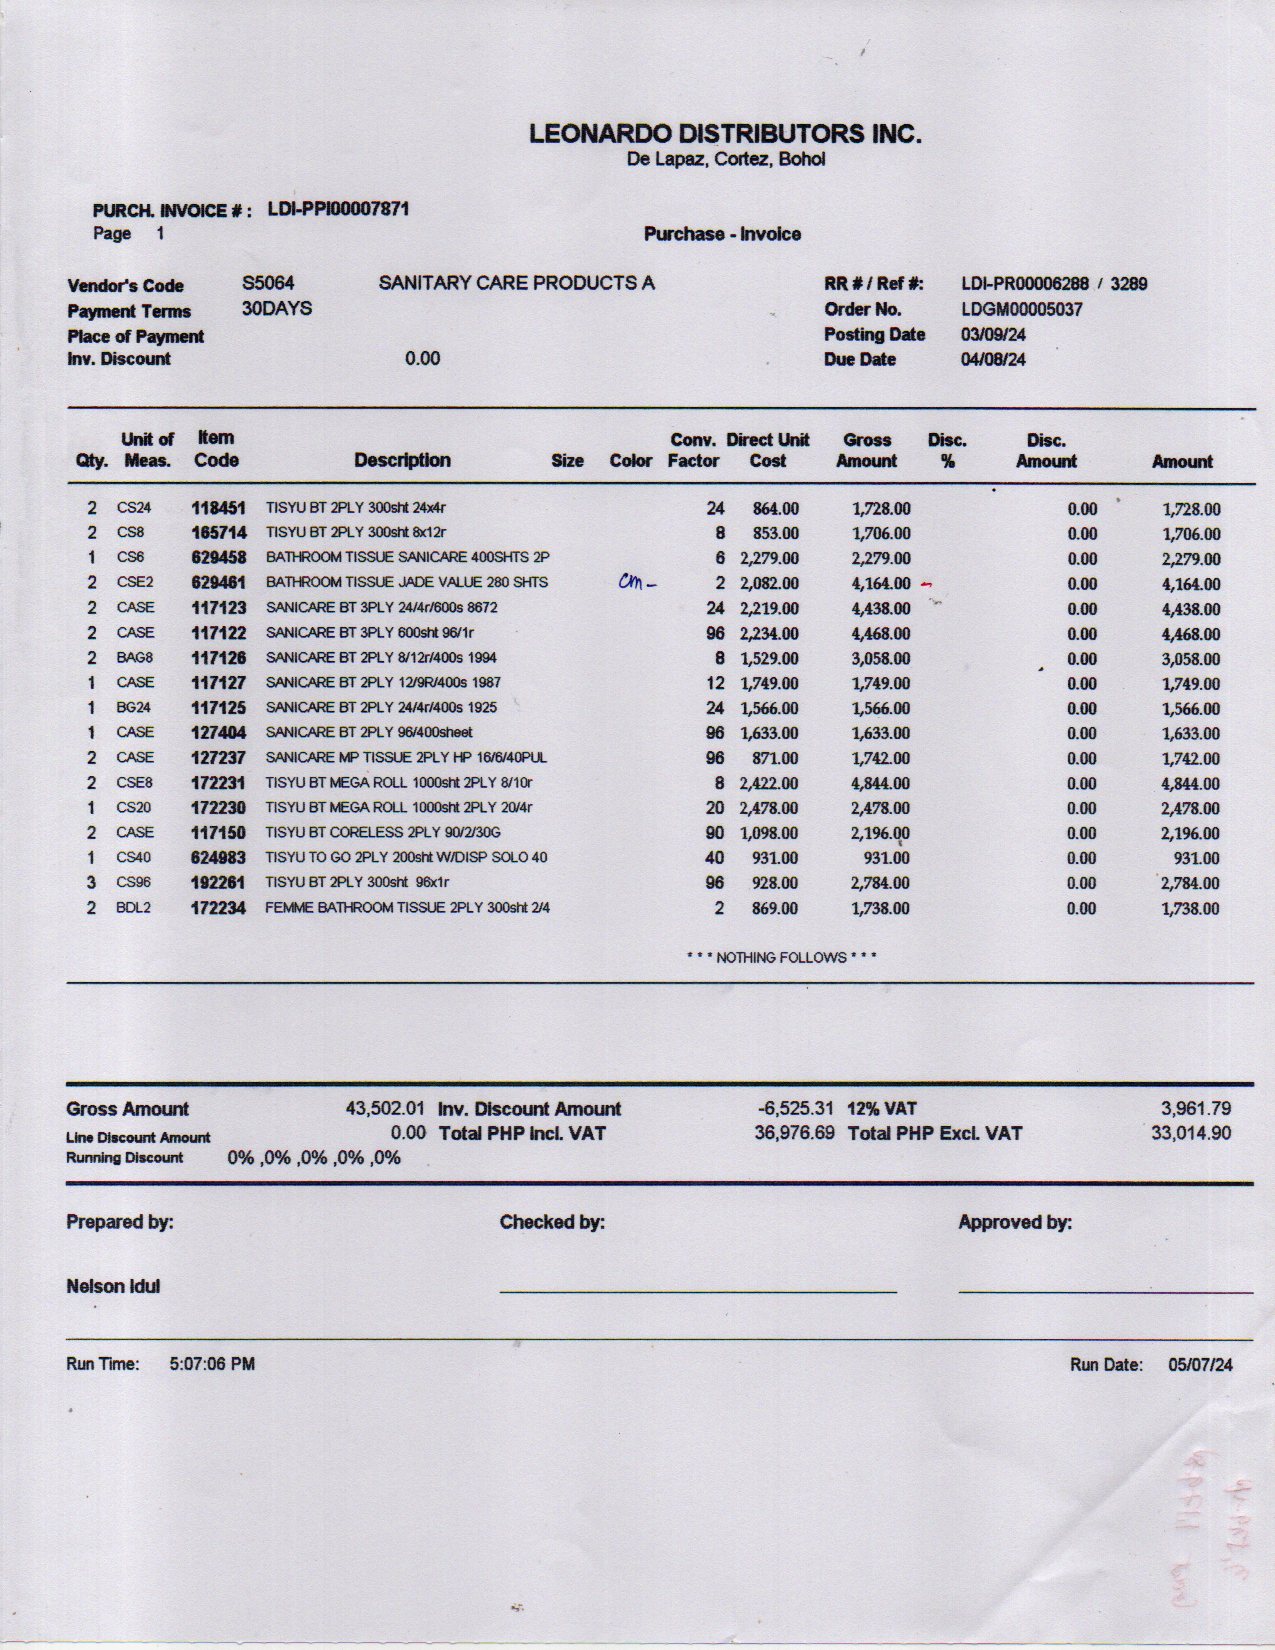 LEONARDO DISTRIBUTORS INC.
De Lapaz, Cortez, Bohol
PURCH. INVOICE # : LDI-PPI00007871
Page 1 Purchase - Invoice
Vendor's Code S5064 SANITARY CARE PRODUCTS A RR # / Ref #: LDI-PR00006288 / 3289
Payment Terms 30DAYS Order No. LDGM00005037
Place of Payment Posting Date 03/09/24
Inv. Discount 0.00 Due Date 04/08/24
Unit of Item Conv. Direct Unit Gross Disc. Disc.
Qty. Meas. Code Description Size Color Factor Cost Amount % Amount Amount
2 CS24 118451 TISYU BT 2PLY 300sht 24x4r 24 864.00 1,728.00 0.00 1,728.00
2 CS8 165714 TISYU BT 2PLY 300sht 8x12r 8 853.00 1,706.00 0.00 1,706.00
1 CS6 629458 BATHROOM TISSUE SANICARE 400SHTS 2P 6 2,279.00 2,279.00 0.00 2,279.00
2 CSE2 629461 BATHROOM TISSUE JADE VALUE 280 SHTS cm - 2 2,082.00 4,164.00 - 0.00 4,164.00
2 CASE 117123 SANICARE BT 3PLY 24/4r/600s 8672 24 2,219.00 4,438.00 0.00 4,438.00
2 CASE 117122 SANICARE BT 3PLY 600sht 96/1r 96 2,234.00 4,468.00 0.00 4,468.00
2 BAG8 117126 SANICARE BT 2PLY 8/12r/400s 1994 8 1,529.00 3,058.00 0.00 3,058.00
1 CASE 117127 SANICARE BT 2PLY 12/9R/400s 1987 12 1,749.00 1,749.00 0.00 1,749.00
1 BG24 117125 SANICARE BT 2PLY 24/4r/400s 1925 24 1,566.00 1,566.00 0.00 1,566.00
1 CASE 127404 SANICARE BT 2PLY 96/400sheet 96 1,633.00 1,633.00 0.00 1,633.00
2 CASE 127237 SANICARE MP TISSUE 2PLY HP 16/6/40PUL 96 871.00 1,742.00 0.00 1,742.00
2 CSE8 172231 TISYU BT MEGA ROLL 1000sht 2PLY 8/10r 8 2,422.00 4,844.00 0.00 4,844.00
1 CS20 172230 TISYU BT MEGA ROLL 1000sht 2PLY 20/4r 20 2,478.00 2,478.00 0.00 2,478.00
2 CASE 117150 TISYU BT CORELESS 2PLY 90/2/30G 90 1,098.00 2,196.00 0.00 2,196.00
1 CS40 624983 TISYU TO GO 2PLY 200sht W/DISP SOLO 40 40 931.00 931.00 0.00 931.00
3 CS96 192261 TISYU BT 2PLY 300sht 96x1r 96 928.00 2,784.00 0.00 2,784.00
2 BDL2 172234 FEMME BATHROOM TISSUE 2PLY 300sht 2/4 2 869.00 1,738.00 0.00 1,738.00
* * * NOTHING FOLLOWS * * *
Gross Amount 43,502.01 Inv. Discount Amount -6,525.31 12% VAT 3,961.79
Line Discount Amount 0.00 Total PHP Incl. VAT 36,976.69 Total PHP Excl. VAT 33,014.90
Running Discount 0% ,0% ,0% ,0% ,0%
Prepared by: Checked by: Approved by:
Nelson Idul
Run Time: 5:07:06 PM Run Date: 05/07/24